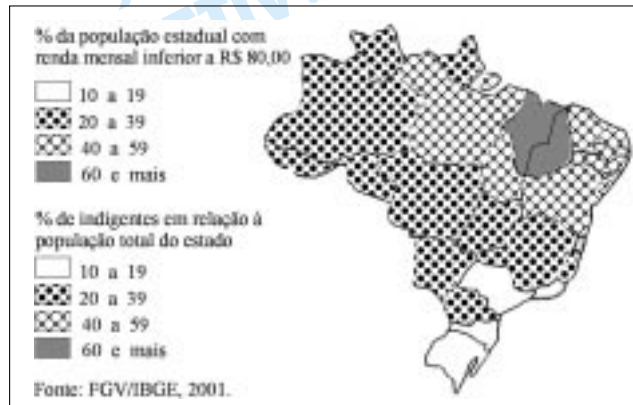 % da população estadual com
renda mensal inferior a R$ 80,00
10 a 19
20 a 39
40 a 59
60 e mais
% de indigentes em relação à
população total do estado
10 a 19
20 a 39
40 a 59
60 e mais
Fonte: FGV/IBGE, 2001.